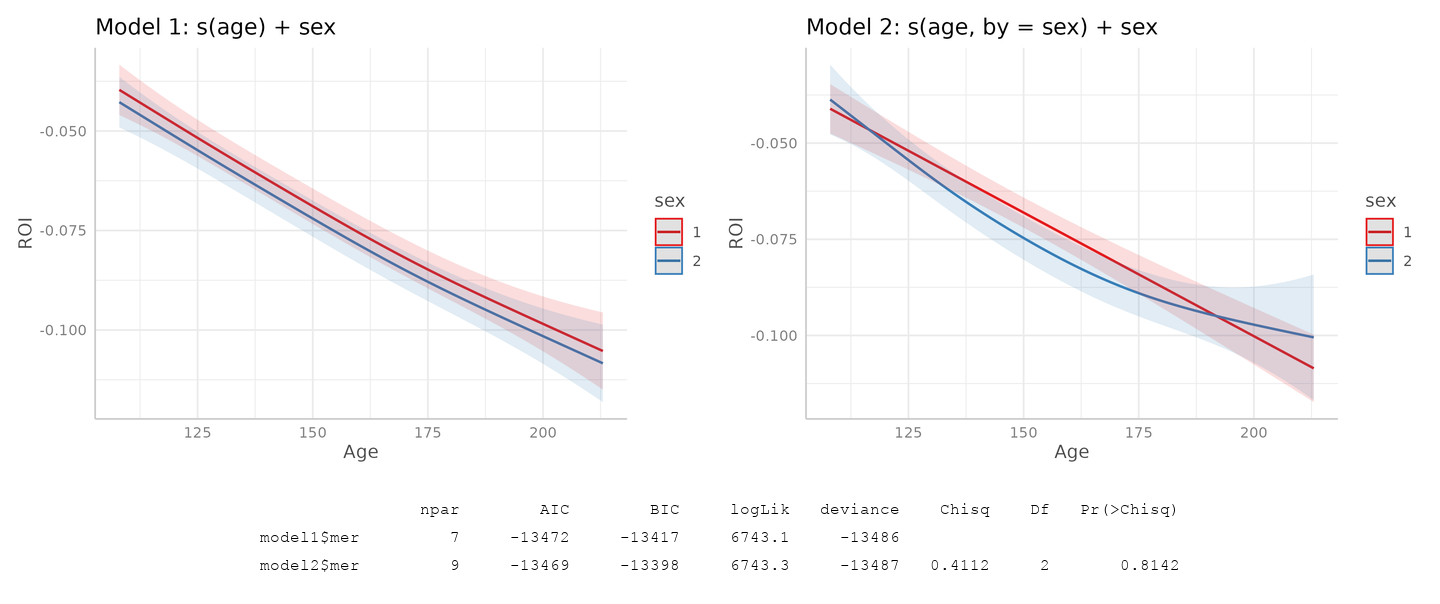 Model 1: s(age) + sex
-0.050
-0.075
-0.100
ROI
125 150 175 200
Age
sex
1
2
Model 2: s(age, by = sex) + sex
-0.050
-0.075
-0.100
ROI
125 150 175 200
Age
sex
1
2
npar AIC BIC logLik deviance Chisq Df Pr(>Chisq)
model1$mer 7 -13472 -13417 6743.1 -13486
model2$mer 9 -13469 -13398 6743.3 -13487 0.4112 2 0.8142